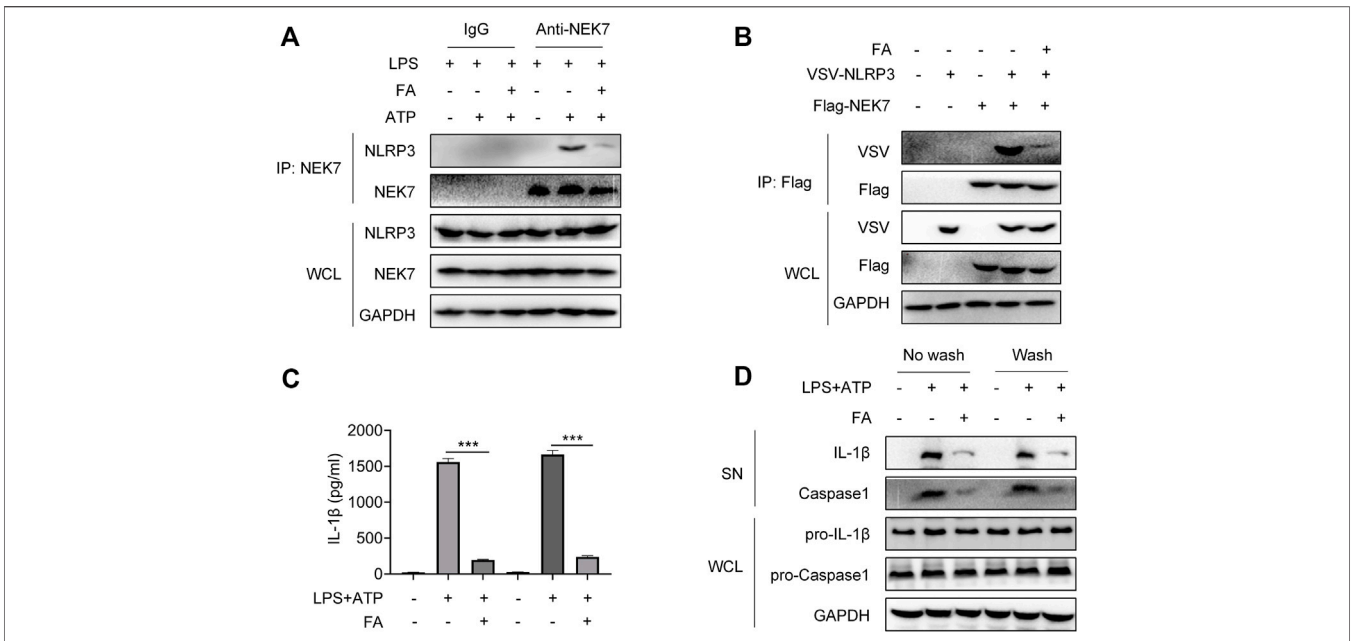 A
IgG Anti-NEK7
LPS + + + + + +
FA - - + - - +
ATP - + + - + +
IP: NEK7
NLRP3
NEK7
WCL
NLRP3
NEK7
GAPDH
B
FA - - - - +
VSV-NLRP3 - + - + +
Flag-NEK7 - - + + +
IP: Flag
VSV
Flag
WCL
VSV
Flag
GAPDH
C
IL-1β (pg/ml)
2000
1500
1000
500
0
*** ***
LPS+ATP - + + - + +
FA - - + - - +
D
No wash Wash
LPS+ATP - + + - + +
FA - - + - - +
SN
IL-1β
Caspase1
WCL
pro-IL-1β
pro-Caspase1
GAPDH